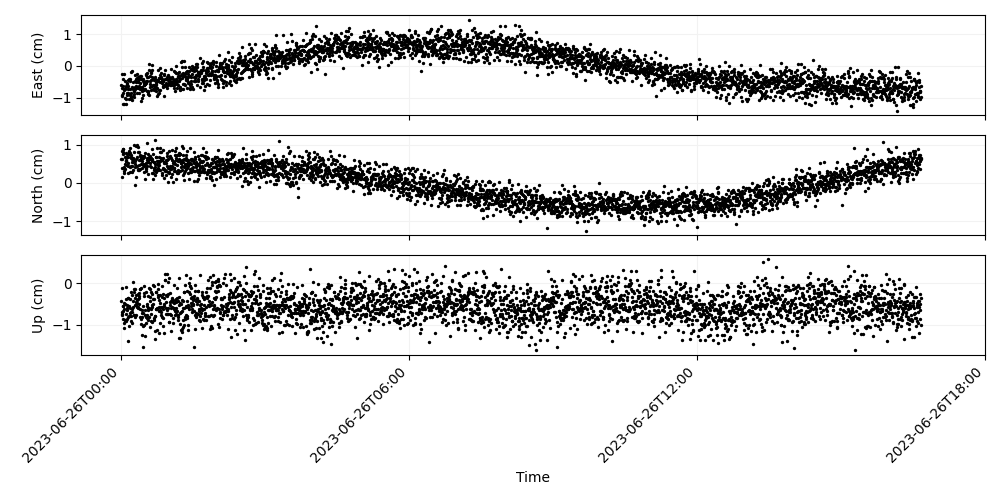 East (cm)
1
0
−1
North (cm)
1
0
−1
Up (cm)
0
−1
2023-06-26T00:00
2023-06-26T06:00
2023-06-26T12:00
2023-06-26T18:00
Time